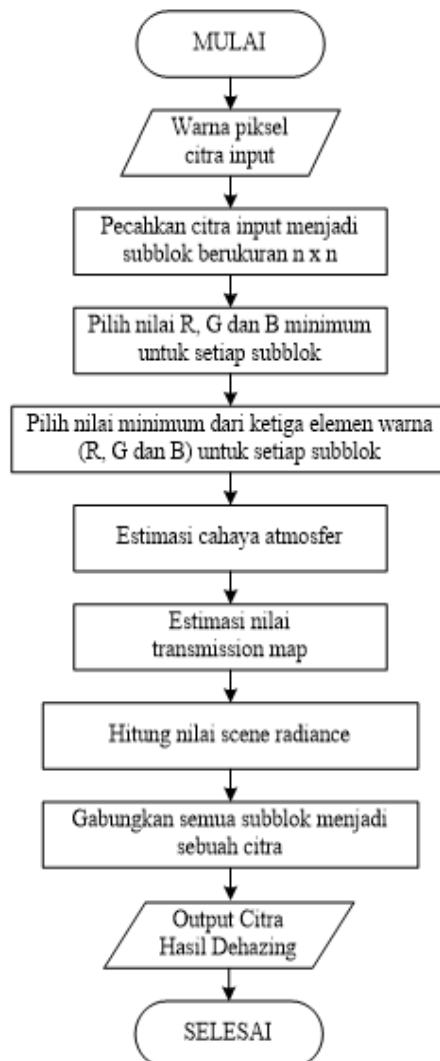 MULAI
Warna piksel
citra input
Pecahkan citra input menjadi
subblok berukuran n x n
Pilih nilai R, G dan B minimum
untuk setiap subblok
Pilih nilai minimum dari ketiga elemen warna
(R, G dan B) untuk setiap subblok
Estimasi cahaya atmosfer
Estimasi nilai
transmission map
Hitung nilai scene radiance
Gabungkan semua subblok menjadi
sebuah citra
Output Citra
Hasil Dehazing
SELESAI